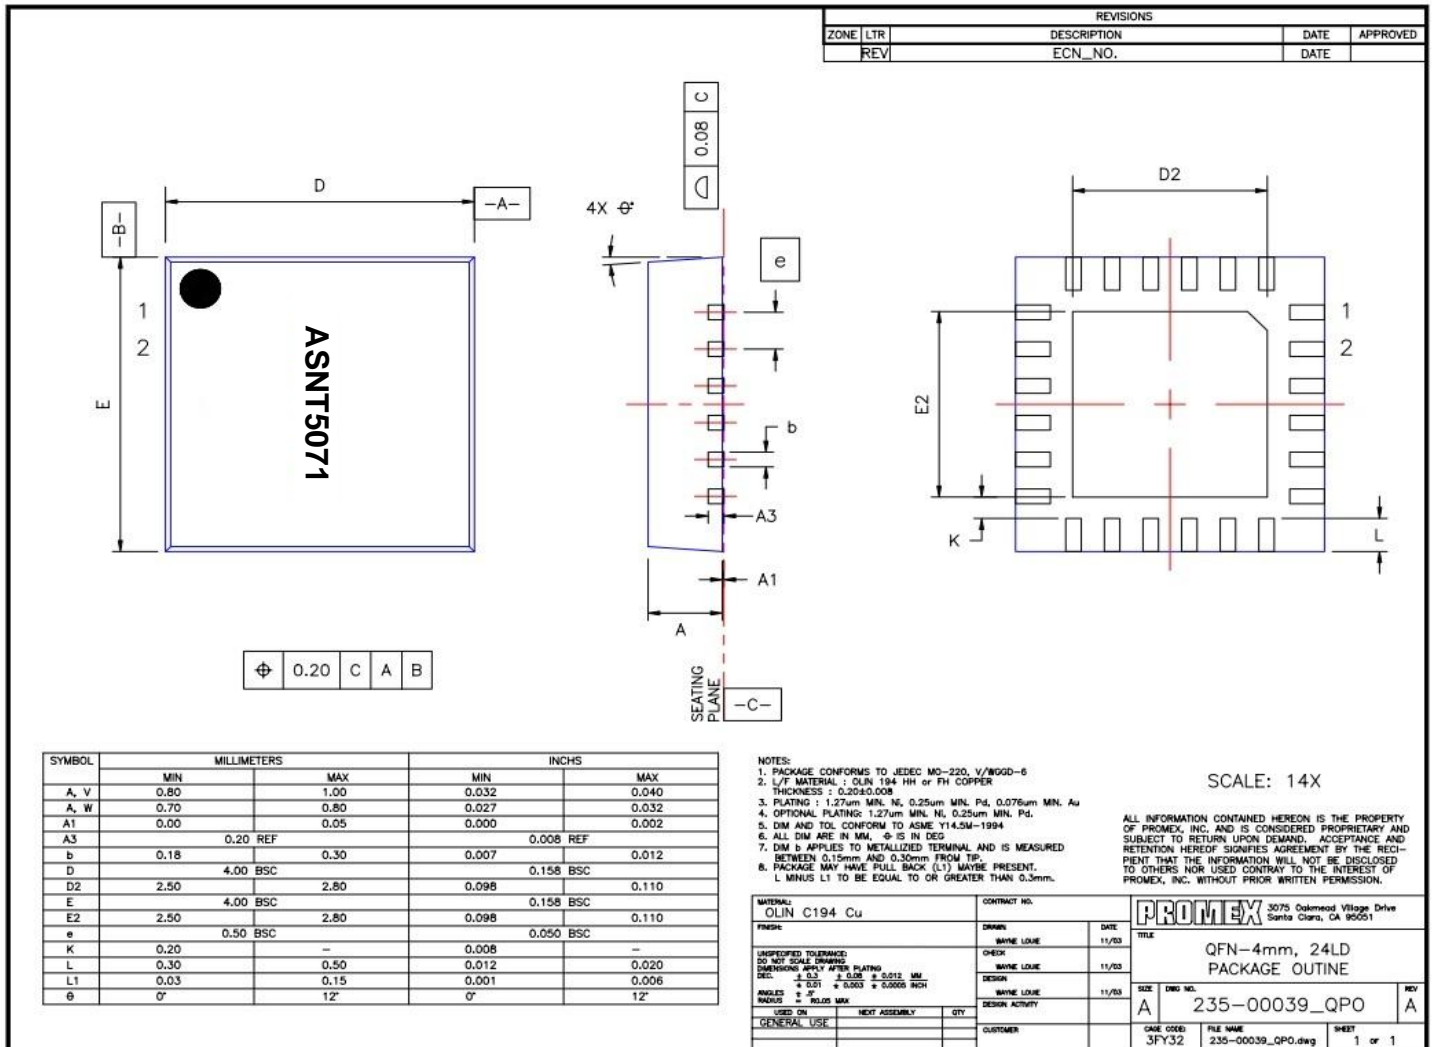 REVISIONS
ZONE LTR DESCRIPTION DATE APPROVED
REV ECN_NO. DATE
0.08 C
D
-A-
-B-
4X θ°
e
D2
1
2
E
ASNT5071
b
A3
A1
A
E2
1
2
K
L
0.20 C A B
SEATING PLANE
-C-
SYMBOL MILLIMETERS INCHS
MIN MAX MIN MAX
A, V 0.80 1.00 0.032 0.040
A, W 0.70 0.80 0.027 0.032
A1 0.00 0.05 0.000 0.002
A3 0.20 REF 0.008 REF
b 0.18 0.30 0.007 0.012
D 4.00 BSC 0.158 BSC
D2 2.50 2.80 0.098 0.110
E 4.00 BSC 0.158 BSC
E2 2.50 2.80 0.098 0.110
e 0.50 BSC 0.050 BSC
K 0.20 – 0.008 –
L 0.30 0.50 0.012 0.020
L1 0.03 0.15 0.001 0.006
θ 0° 12° 0° 12°
NOTES:
1. PACKAGE CONFORMS TO JEDEC MO-220, V/WGGD-6
2. L/F MATERIAL : OLIN 194 HH or FH COPPER
THICKNESS : 0.20±0.008
3. PLATING : 1.27um MIN. Ni, 0.25um MIN. Pd, 0.076um MIN. Au
4. OPTIONAL PLATING: 1.27um MIN. Ni, 0.25um MIN. Pd.
5. DIM AND TOL CONFORM TO ASME Y14.5M-1994
6. ALL DIM ARE IN MM, θ IS IN DEG
7. DIM b APPLIES TO METALLIZIED TERMINAL AND IS MEASURED
BETWEEN 0.15mm AND 0.30mm FROM TIP.
8. PACKAGE MAY HAVE PULL BACK (L1) MAYBE PRESENT.
L MINUS L1 TO BE EQUAL TO OR GREATER THAN 0.3mm.
SCALE: 14X
ALL INFORMATION CONTAINED HEREON IS THE PROPERTY
OF PROMEX, INC. AND IS CONSIDERED PROPRIETARY AND
SUBJECT TO RETURN UPON DEMAND. ACCEPTANCE AND
RETENTION HEREOF SIGNIFIES AGREEMENT BY THE RECI-
PIENT THAT THE INFORMATION WILL NOT BE DISCLOSED
TO OTHERS NOR USED CONTRAY TO THE INTEREST OF
PROMEX, INC. WITHOUT PRIOR WRITTEN PERMISSION.
MATERIAL:
OLIN C194 Cu
FINISH:
UNSPECIFIED TOLERANCE:
DO NOT SCALE DRAWING
DIMENSIONS APPLY AFTER PLATING
DEC. ± 0.3 ± 0.08 ± 0.012 MM
± 0.01 ± 0.003 ± 0.0005 INCH
ANGLES ± .5°
RADIUS = R0.05 MAX
USED ON NEXT ASSEMBLY QTY
GENERAL USE
CONTRACT NO.
DRAWN DATE
WAYNE LOUIE 11/03
CHECK
WAYNE LOUIE 11/03
DESIGN
WAYNE LOUIE 11/03
DESIGN ACTIVITY
CUSTOMER
PROMEX 3075 Oakmead Village Drive
Santa Clara, CA 95051
TITLE
QFN-4mm, 24LD
PACKAGE OUTINE
SIZE DWG NO. REV
A 235-00039_QPO A
CAGE CODE: FILE NAME SHEET
3FY32 235-00039_QPO.dwg 1 OF 1